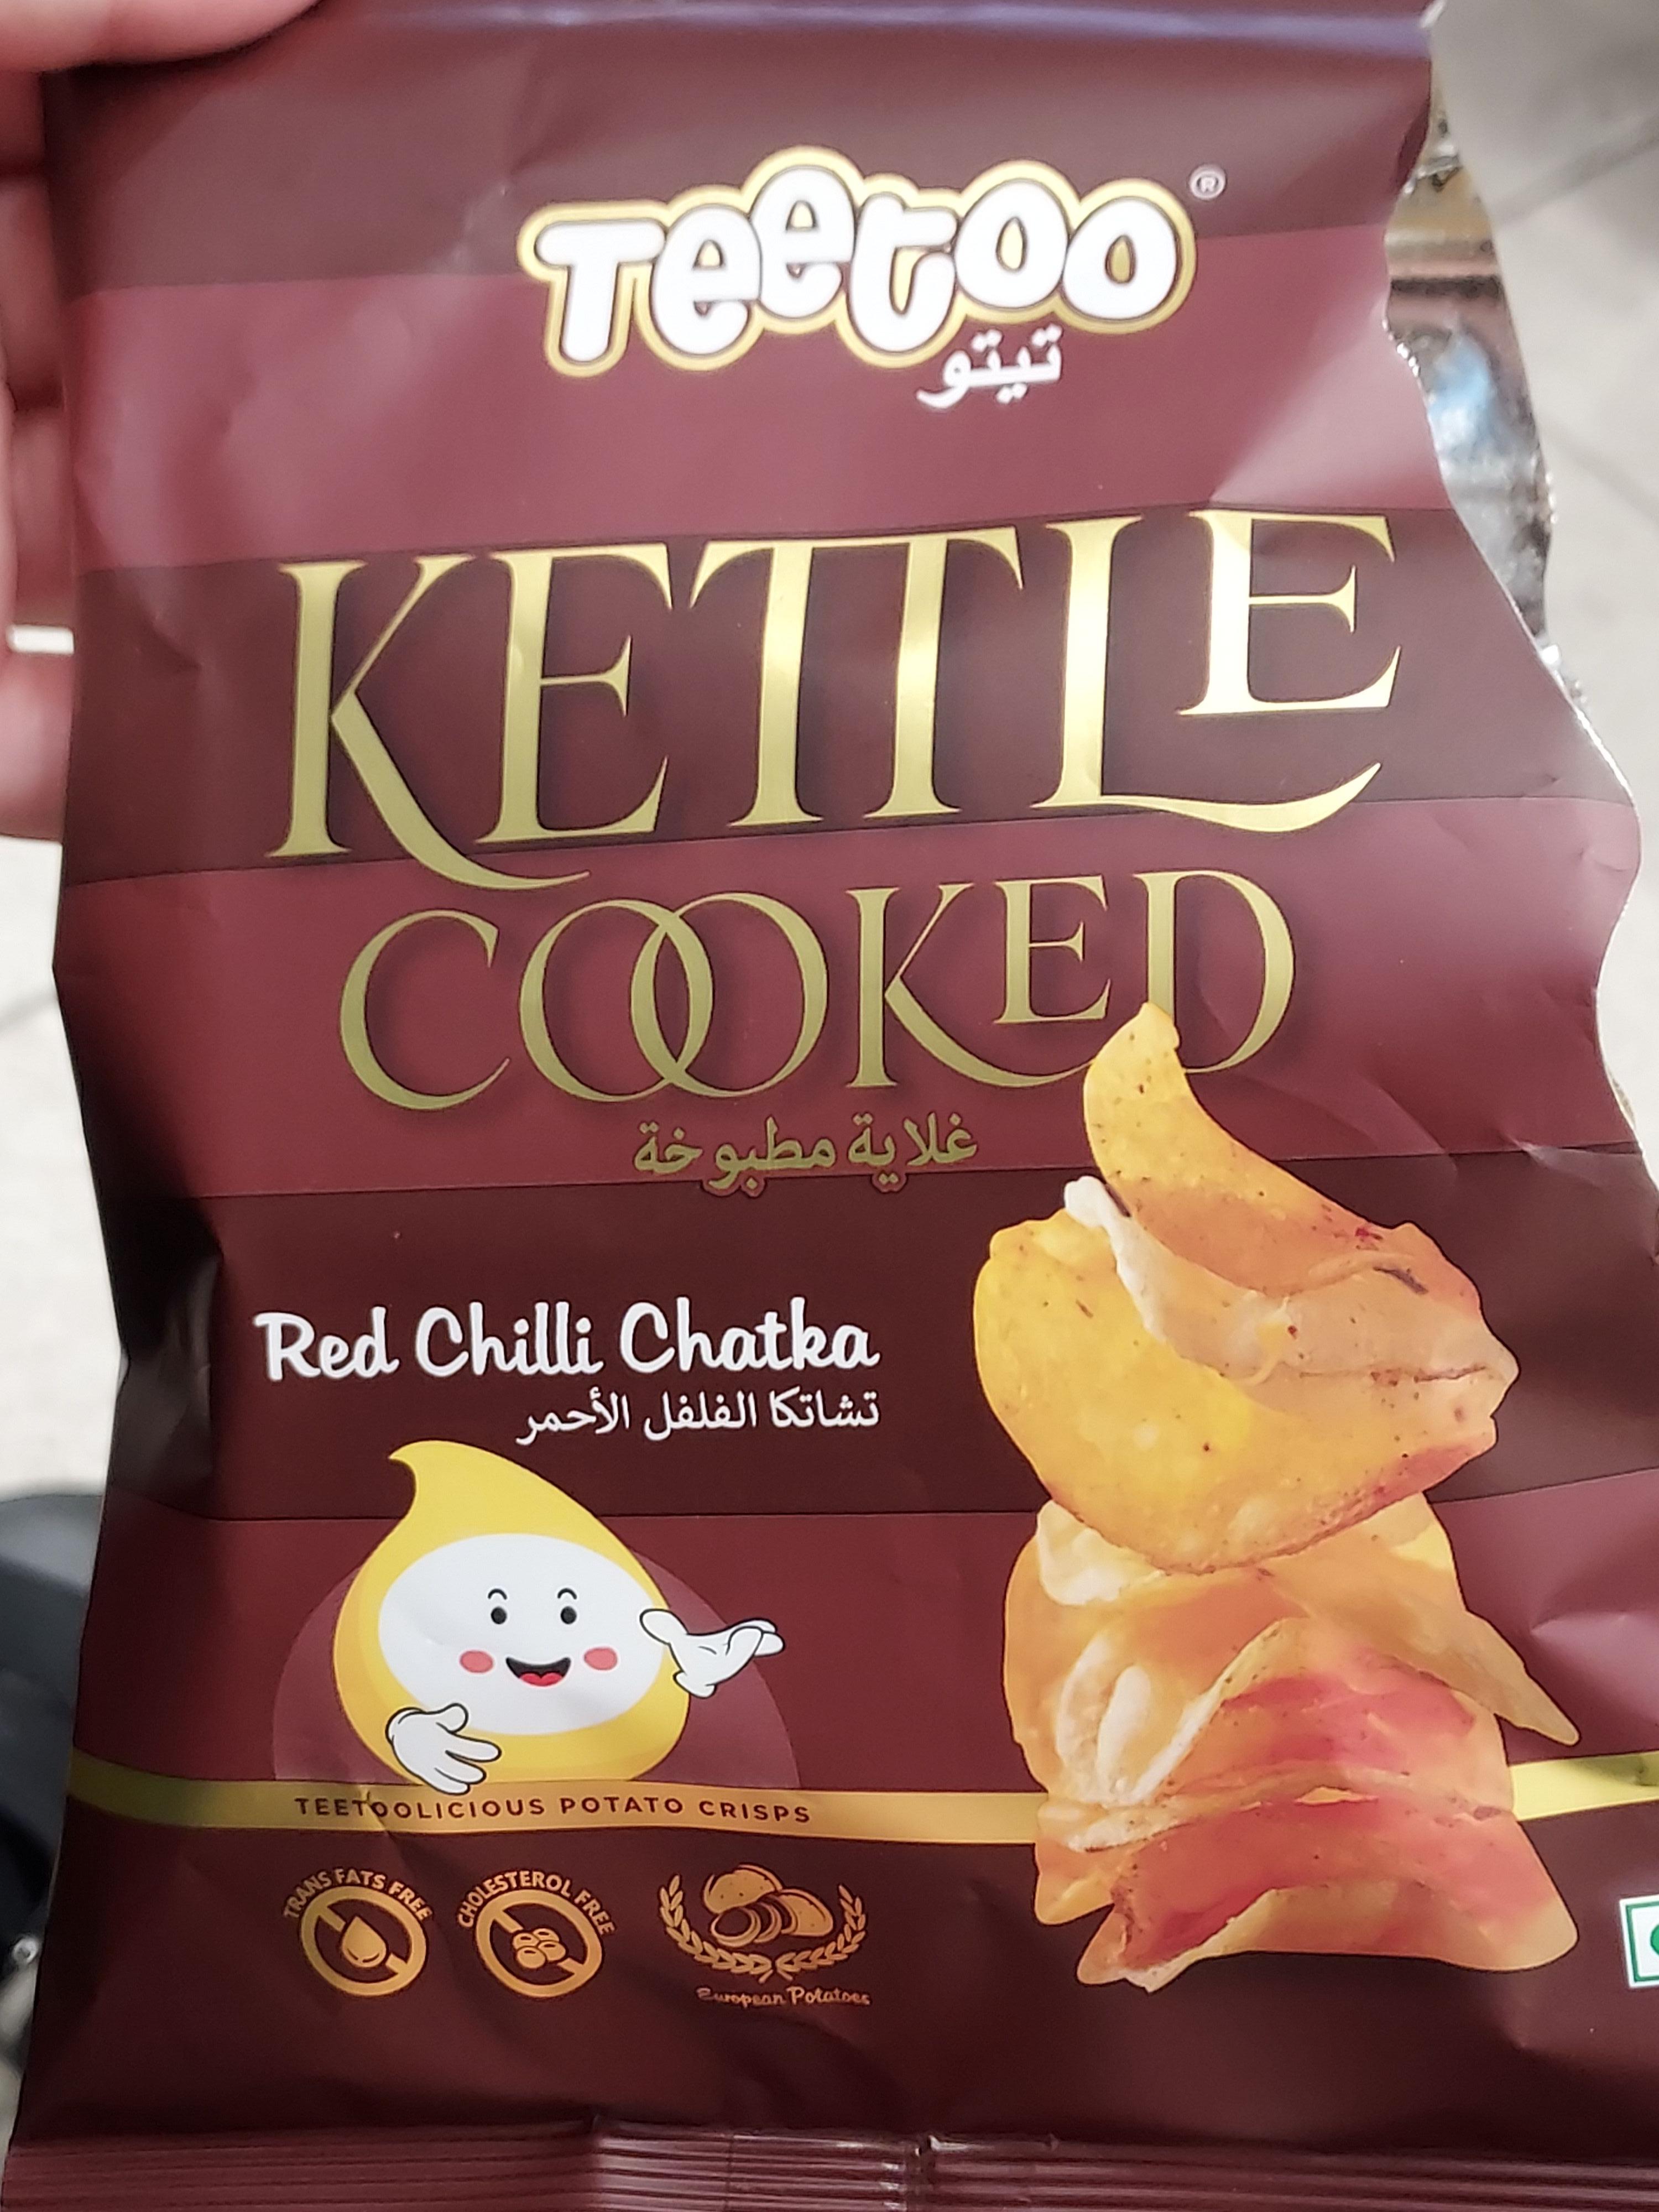 Teetoo®
تيتو
KETTLE
COOKED
غلاية مطبوخة
Red Chilli Chatka
تشاتكا الفلفل الأحمر
TEETOOLICIOUS POTATO CRISPS
TRANS FATS FREE
CHOLESTEROL FREE
European Potatoes